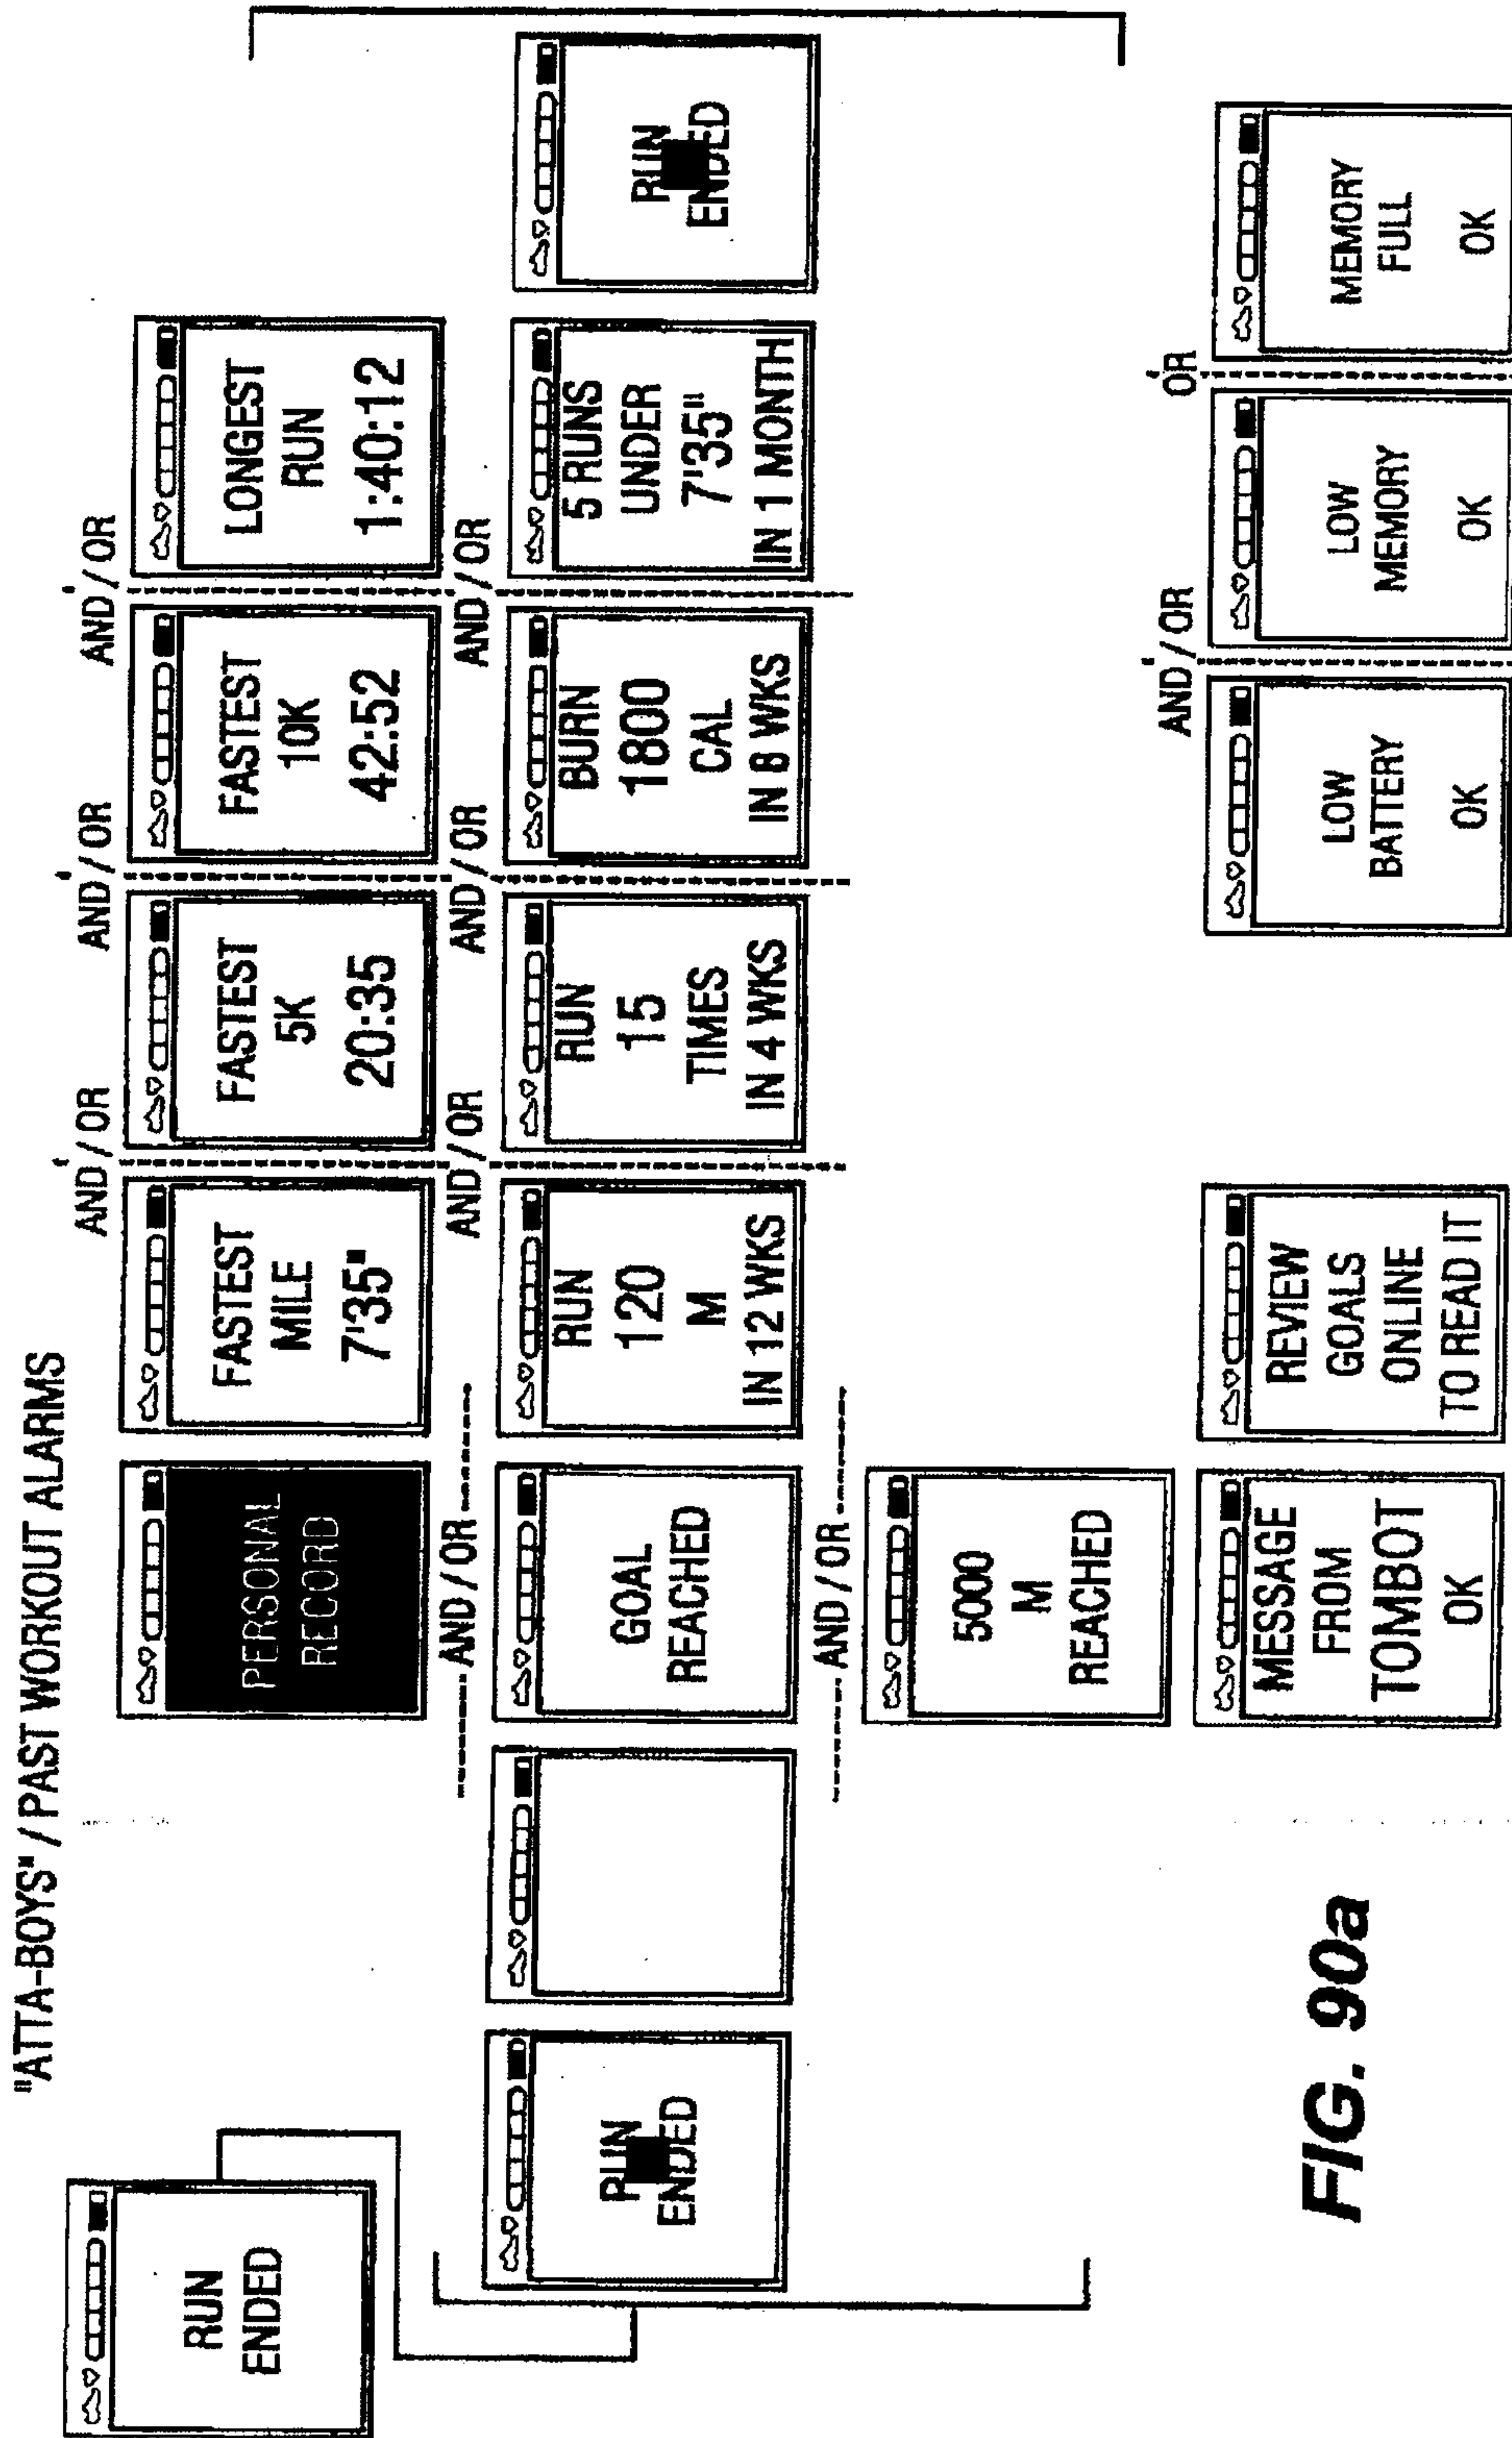 "ATTA-BOYS" / PAST WORKOUT ALARMS
RUN
ENDED
AND / OR
AND / OR
AND / OR
PERSONAL
RECORD
FASTEST
MILE
7'35"
FASTEST
5K
20:35
FASTEST
10K
42:52
LONGEST
RUN
1:40:12
AND / OR
AND / OR
AND / OR
AND / OR
RUN
ENDED
GOAL
REACHED
RUN
120
M
IN 12 WKS
RUN
15
TIMES
IN 4 WKS
BURN
1800
CAL
IN 8 WKS
5 RUNS
UNDER
7'35"
IN 1 MONTH
RUN
ENDED
AND / OR
5000
M
REACHED
AND / OR
OR
MESSAGE
FROM
TOMBOT
OK
REVIEW
GOALS
ONLINE
TO READ IT
LOW
BATTERY
OK
LOW
MEMORY
OK
MEMORY
FULL
OK
FIG. 90a